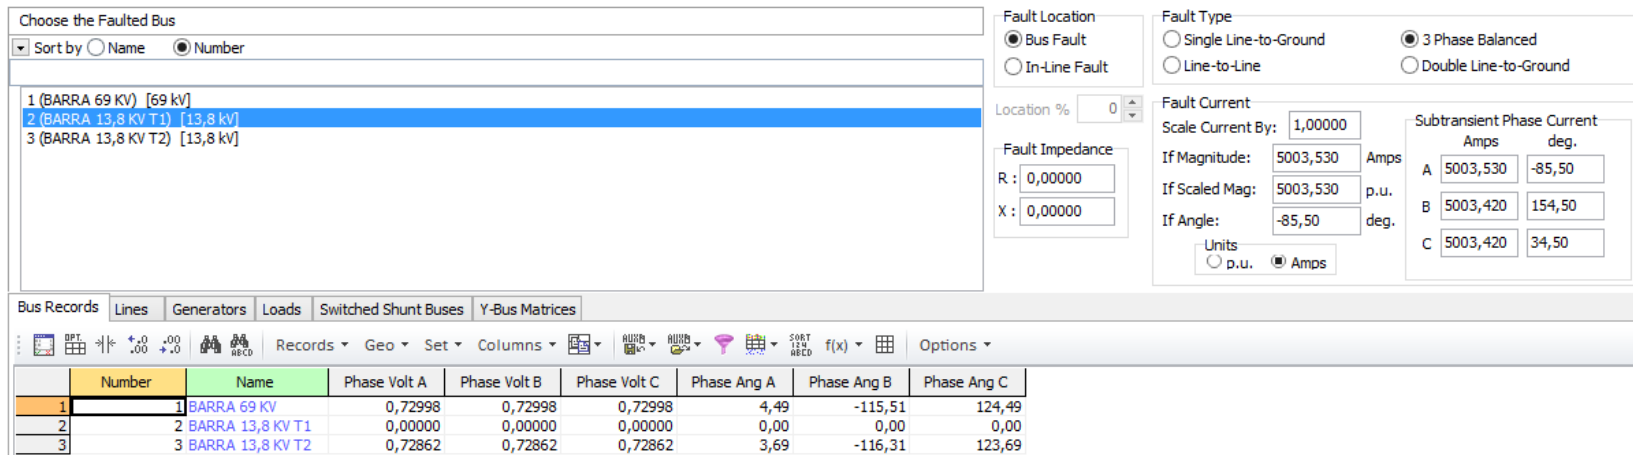 Choose the Faulted Bus
Sort by Name Number
1 (BARRA 69 KV) [69 kV]
2 (BARRA 13,8 KV T1) [13,8 kV]
3 (BARRA 13,8 KV T2) [13,8 kV]
Fault Location
Bus Fault
In-Line Fault
Location % 0
Fault Impedance
R : 0,00000
X : 0,00000
Fault Type
Single Line-to-Ground 3 Phase Balanced
Line-to-Line Double Line-to-Ground
Fault Current
Scale Current By: 1,00000
If Magnitude: 5003,530 Amps
If Scaled Mag: 5003,530 p.u.
If Angle: -85,50 deg.
Units
p.u. Amps
Subtransient Phase Current
Amps deg.
A 5003,530 -85,50
B 5003,420 154,50
C 5003,420 34,50
Bus Records Lines Generators Loads Switched Shunt Buses Y-Bus Matrices
Records Geo Set Columns f(x) Options
Number Name Phase Volt A Phase Volt B Phase Volt C Phase Ang A Phase Ang B Phase Ang C
1 1 BARRA 69 KV 0,72998 0,72998 0,72998 4,49 -115,51 124,49
2 2 BARRA 13,8 KV T1 0,00000 0,00000 0,00000 0,00 0,00 0,00
3 3 BARRA 13,8 KV T2 0,72862 0,72862 0,72862 3,69 -116,31 123,69